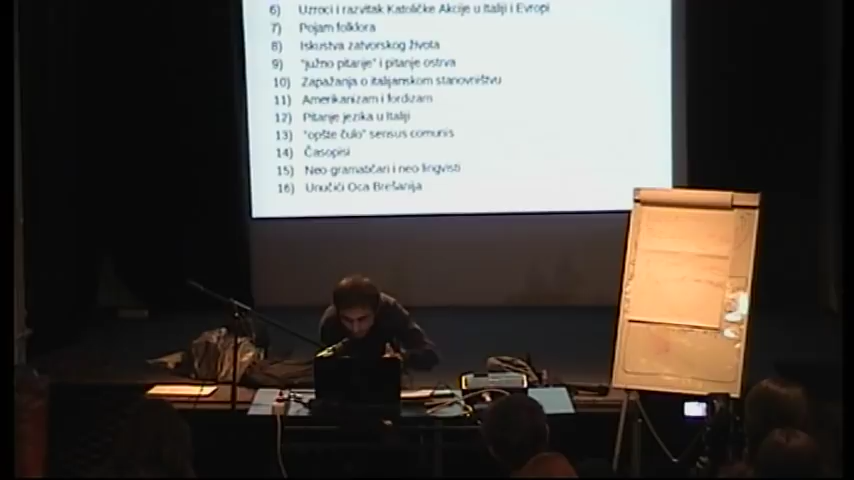 6) Uzroci i razvitak Katoličke Akcije u Italiji i Evropi
7) Pojam folklora
8) Iskustva zatvorskog života
9) "južno pitanje" i pitanje ostrva
10) Zapažanja o italijanskom stanovništvu
11) Amerikanizam i fordizam
12) Pitanje jezika u Italiji
13) "opšte čulo" sensus comunis
14) Časopisi
15) Neo gramatičari i neo lingvisti
16) Unučići Oca Brešanija